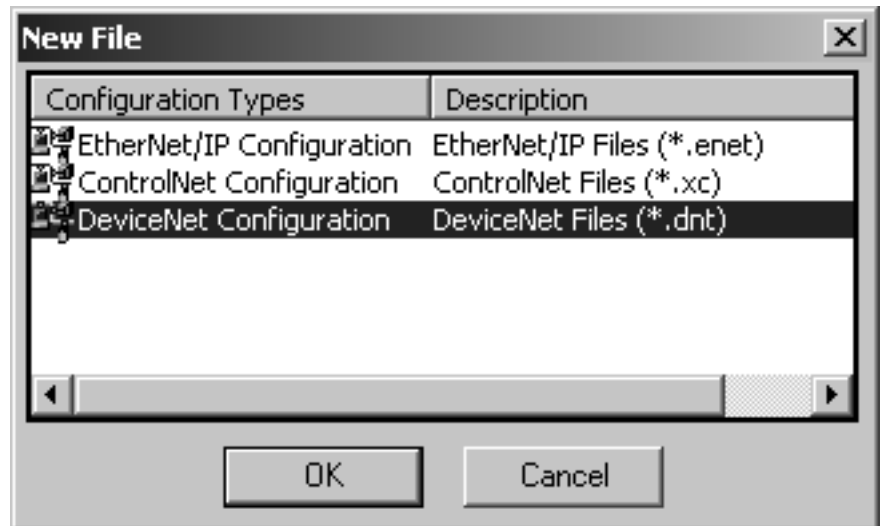 New File
Configuration Types Description
EtherNet/IP Configuration EtherNet/IP Files (*.enet)
ControlNet Configuration ControlNet Files (*.xc)
DeviceNet Configuration DeviceNet Files (*.dnt)
OK Cancel